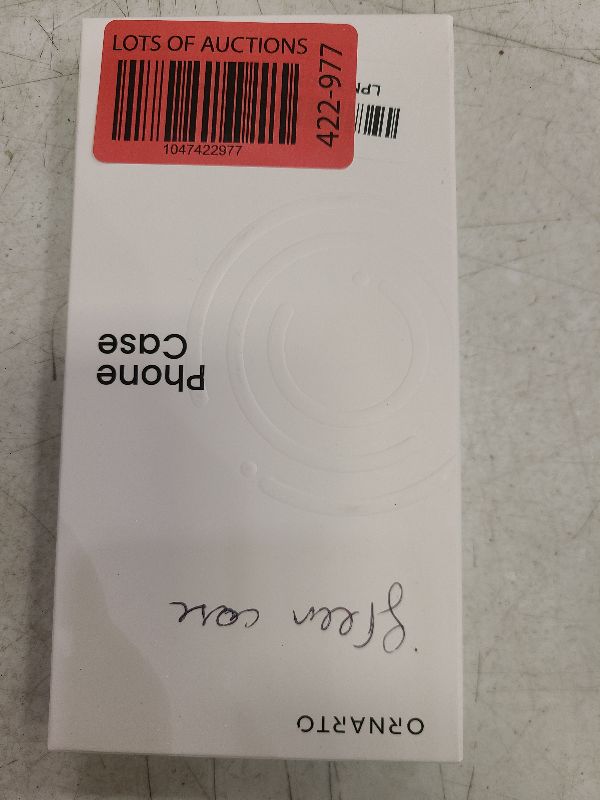 LOTS OF AUCTIONS
1047422977
422-977
LPN
Phone
Case
green case
ORNARTO